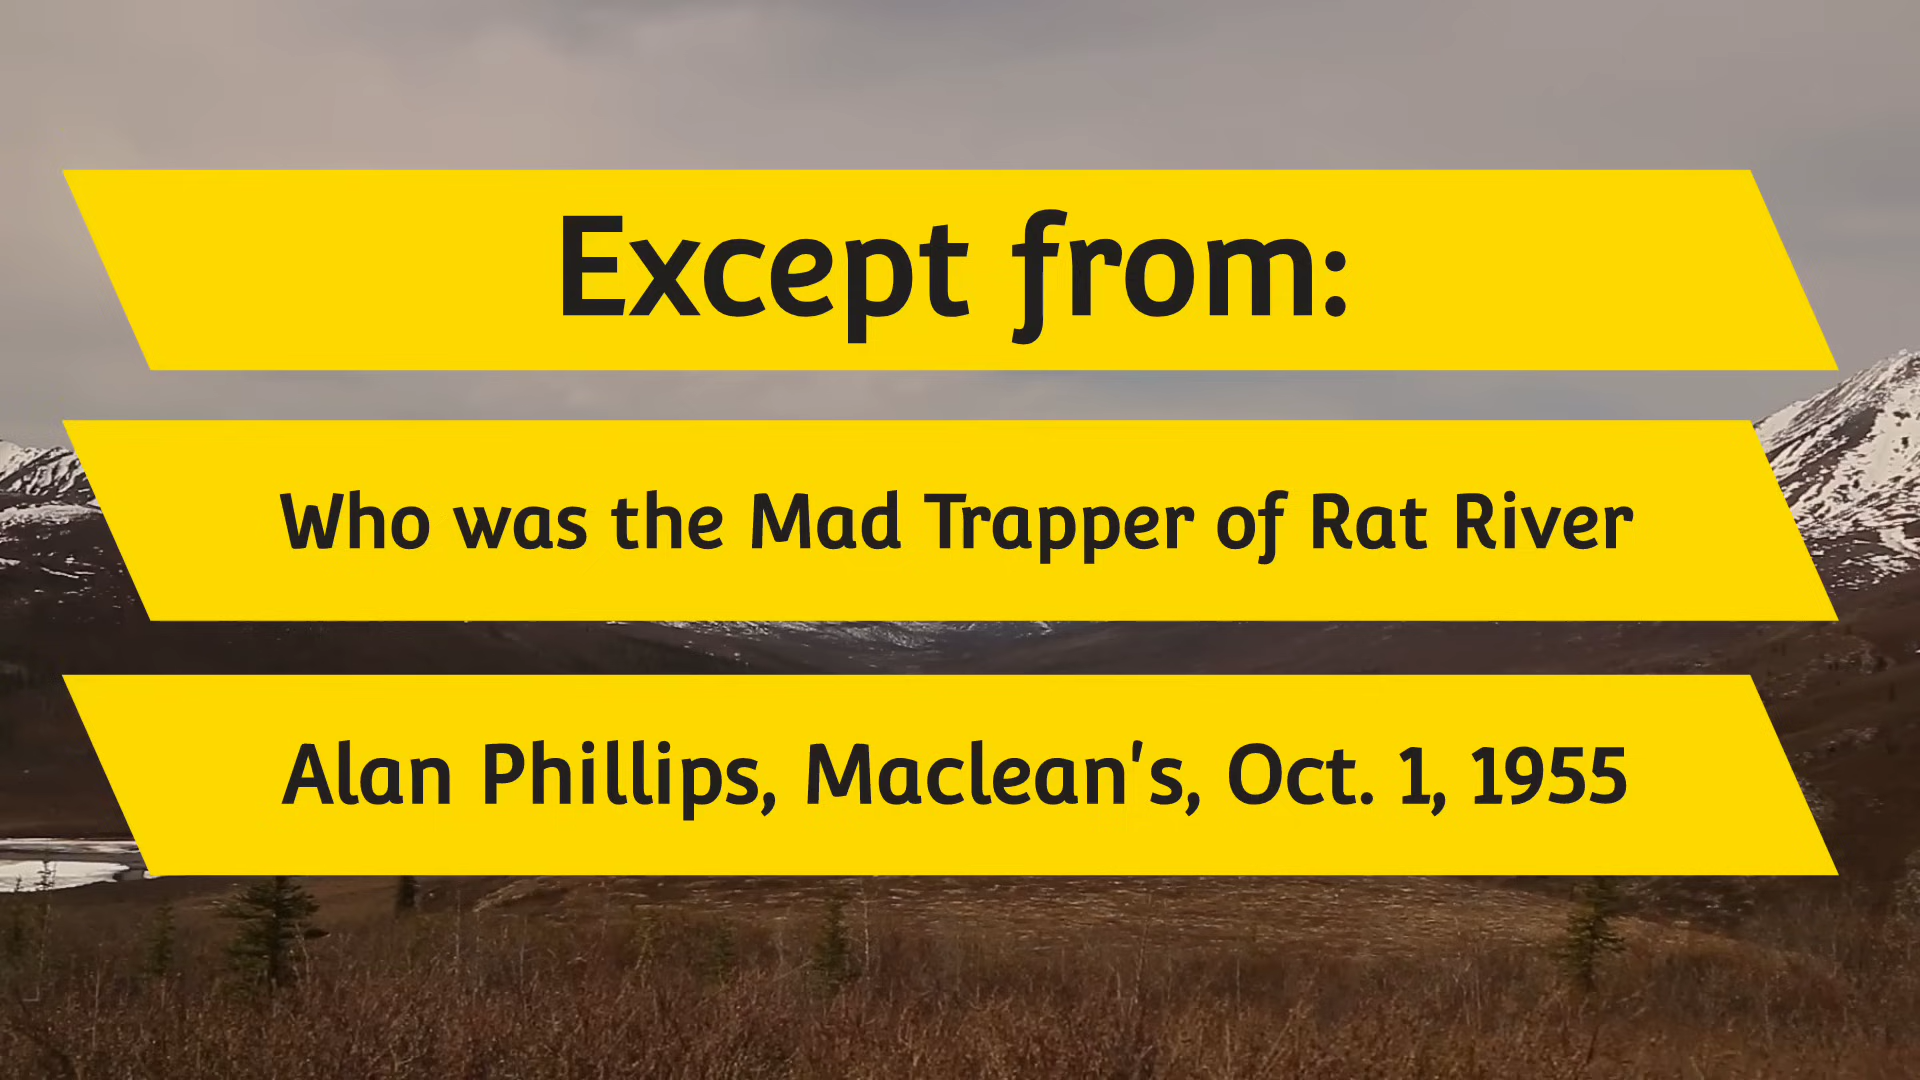 Except from:
Who was the Mad Trapper of Rat River
Alan Phillips, Maclean's, Oct. 1, 1955